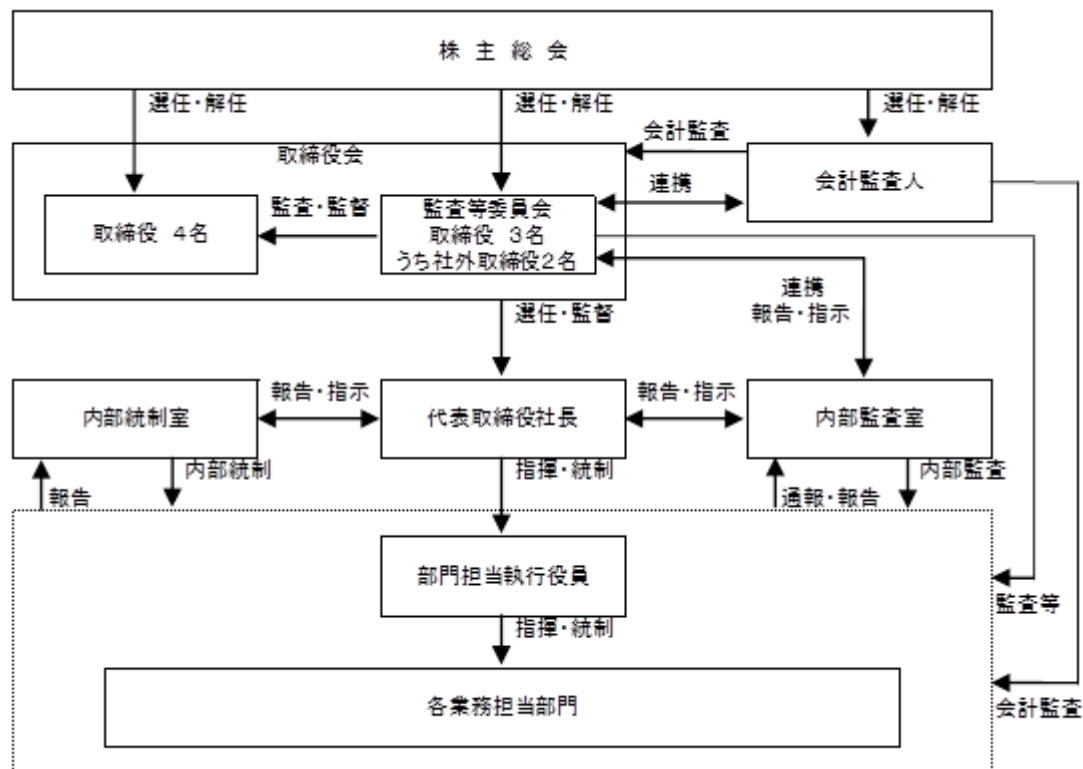 株 主 総 会
選任・解任
選任・解任
選任・解任
会計監査
取締役会
会計監査人
連携
監査・監督
監査等委員会
取締役 4名
取締役 3名
うち社外取締役2名
連携
報告・指示
選任・監督
内部統制室
報告・指示
代表取締役社長
報告・指示
内部監査室
内部統制
指揮・統制
内部監査
報告
通報・報告
部門担当執行役員
監査等
指揮・統制
各業務担当部門
会計監査